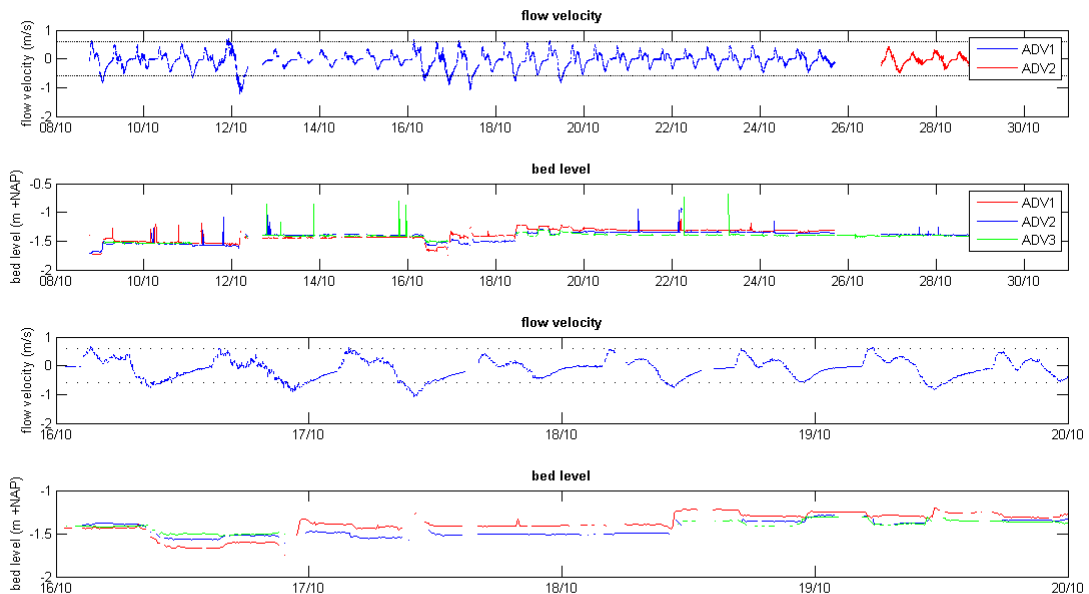 flow velocity
flow velocity (m/s)
1
0
-1
-2
08/10 10/10 12/10 14/10 16/10 18/10 20/10 22/10 24/10 26/10 28/10 30/10
ADV1
ADV2
bed level
bed level (m +NAP)
-0.5
-1
-1.5
-2
08/10 10/10 12/10 14/10 16/10 18/10 20/10 22/10 24/10 26/10 28/10 30/10
ADV1
ADV2
ADV3
flow velocity
flow velocity (m/s)
1
0
-1
-2
16/10 17/10 18/10 19/10 20/10
bed level
bed level (m +NAP)
-1
-1.5
-2
16/10 17/10 18/10 19/10 20/10